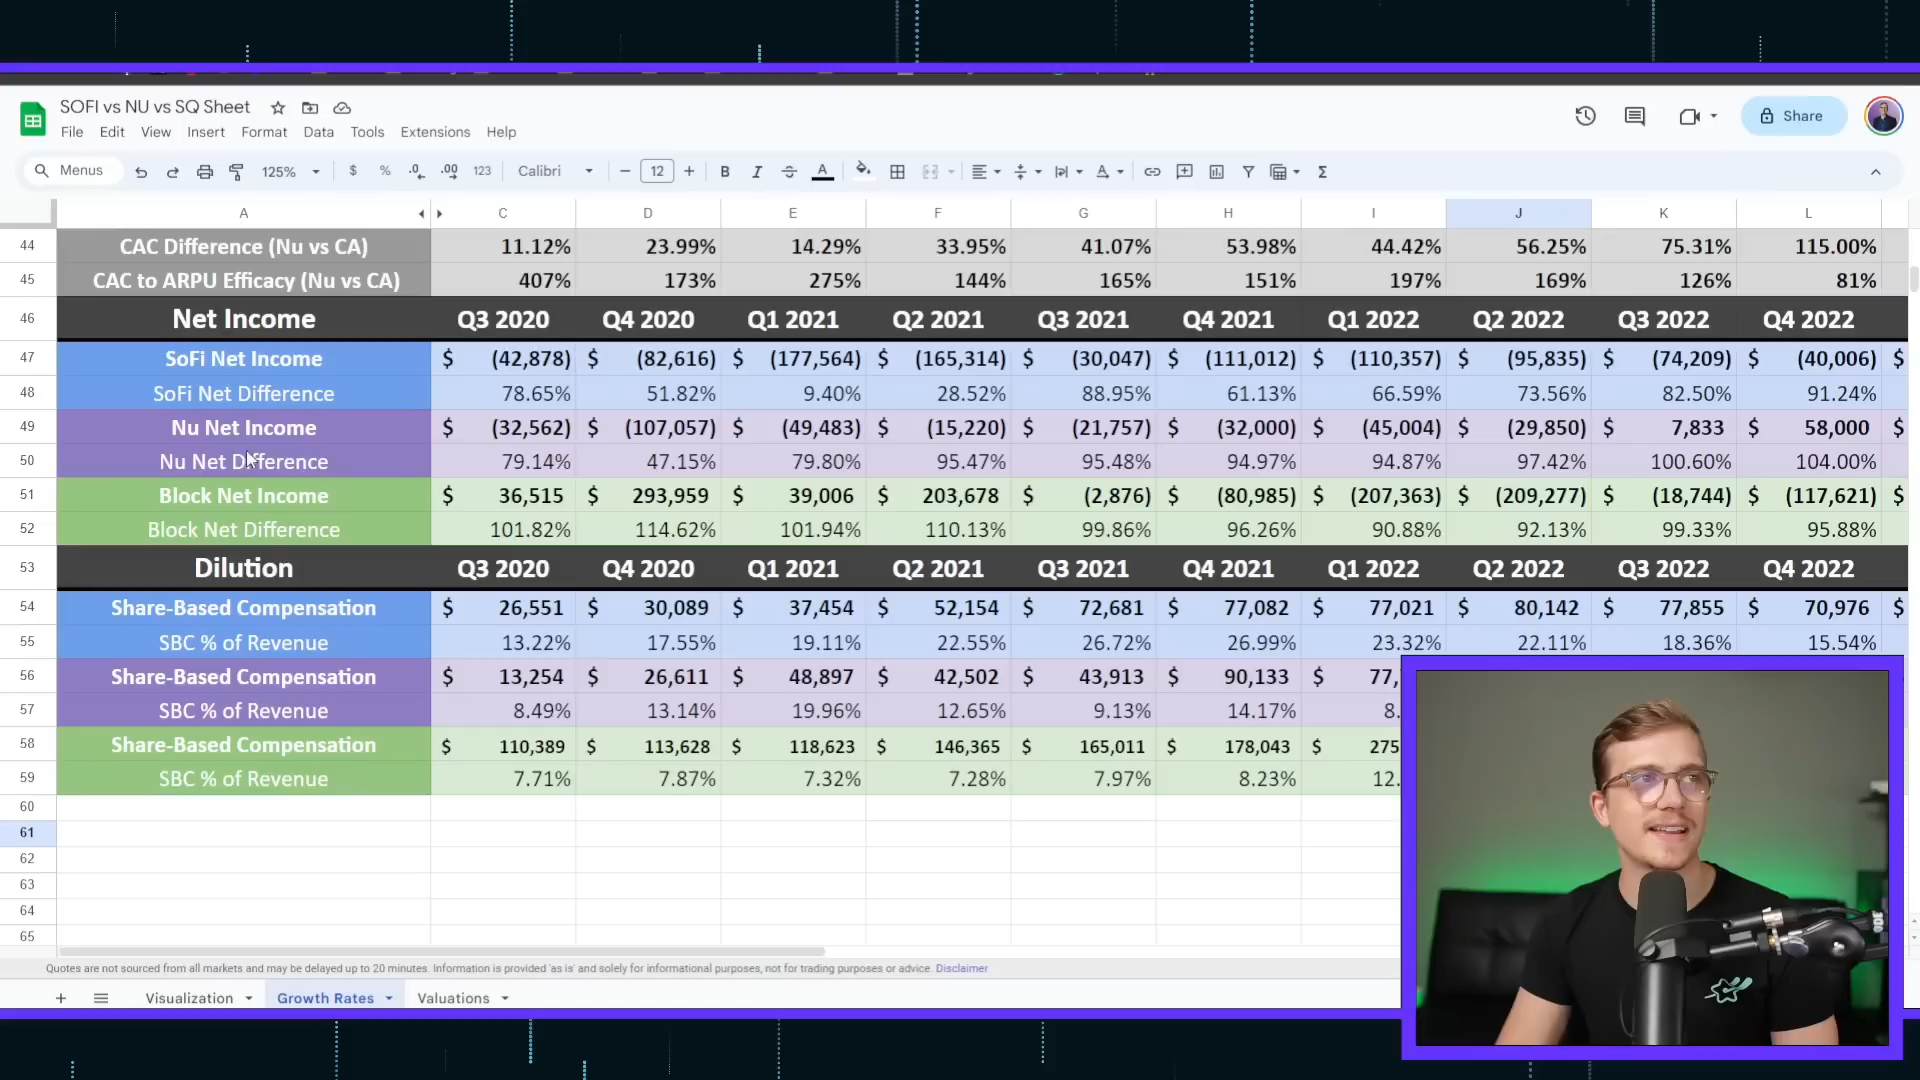 SOFI vs NU vs SQ Sheet
File Edit View Insert Format Data Tools Extensions Help
Share
Menus 125% $ % .0 .00 123 Calibri 12 B I A
A C D E F G H I J K L
44 CAC Difference (Nu vs CA) 11.12% 23.99% 14.29% 33.95% 41.07% 53.98% 44.42% 56.25% 75.31% 115.00%
45 CAC to ARPU Efficacy (Nu vs CA) 407% 173% 275% 144% 165% 151% 197% 169% 126% 81%
46 Net Income Q3 2020 Q4 2020 Q1 2021 Q2 2021 Q3 2021 Q4 2021 Q1 2022 Q2 2022 Q3 2022 Q4 2022
47 SoFi Net Income $ (42,878) $ (82,616) $ (177,564) $ (165,314) $ (30,047) $ (111,012) $ (110,357) $ (95,835) $ (74,209) $ (40,006) $
48 SoFi Net Difference 78.65% 51.82% 9.40% 28.52% 88.95% 61.13% 66.59% 73.56% 82.50% 91.24%
49 Nu Net Income $ (32,562) $ (107,057) $ (49,483) $ (15,220) $ (21,757) $ (32,000) $ (45,004) $ (29,850) $ 7,833 $ 58,000 $
50 Nu Net Difference 79.14% 47.15% 79.80% 95.47% 95.48% 94.97% 94.87% 97.42% 100.60% 104.00%
51 Block Net Income $ 36,515 $ 293,959 $ 39,006 $ 203,678 $ (2,876) $ (80,985) $ (207,363) $ (209,277) $ (18,744) $ (117,621) $
52 Block Net Difference 101.82% 114.62% 101.94% 110.13% 99.86% 96.26% 90.88% 92.13% 99.33% 95.88%
53 Dilution Q3 2020 Q4 2020 Q1 2021 Q2 2021 Q3 2021 Q4 2021 Q1 2022 Q2 2022 Q3 2022 Q4 2022
54 Share-Based Compensation $ 26,551 $ 30,089 $ 37,454 $ 52,154 $ 72,681 $ 77,082 $ 77,021 $ 80,142 $ 77,855 $ 70,976 $
55 SBC % of Revenue 13.22% 17.55% 19.11% 22.55% 26.72% 26.99% 23.32% 22.11% 18.36% 15.54%
56 Share-Based Compensation $ 13,254 $ 26,611 $ 48,897 $ 42,502 $ 43,913 $ 90,133 $ 77,
57 SBC % of Revenue 8.49% 13.14% 19.96% 12.65% 9.13% 14.17% 8.
58 Share-Based Compensation $ 110,389 $ 113,628 $ 118,623 $ 146,365 $ 165,011 $ 178,043 $ 275
59 SBC % of Revenue 7.71% 7.87% 7.32% 7.28% 7.97% 8.23% 12.
60
61
62
63
64
65
Quotes are not sourced from all markets and may be delayed up to 20 minutes. Information is provided 'as is' and solely for informational purposes, not for trading purposes or advice. Disclaimer
Visualization Growth Rates Valuations